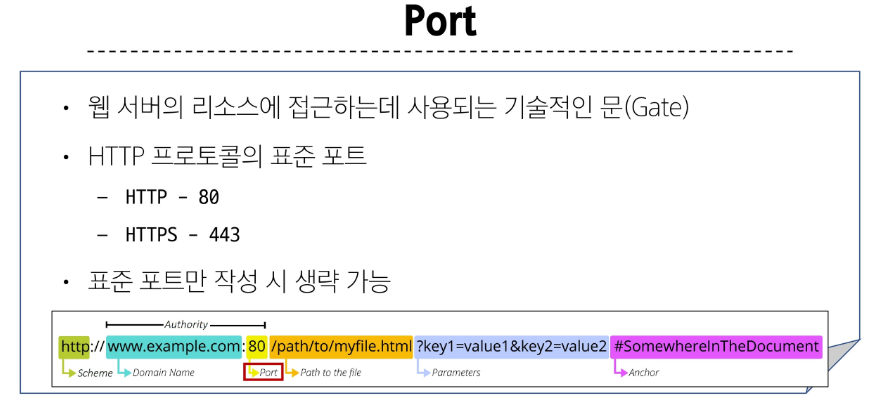 Port
• 웹 서버의 리소스에 접근하는데 사용되는 기술적인 문(Gate)
• HTTP 프로토콜의 표준 포트
– HTTP – 80
– HTTPS – 443
• 표준 포트만 작성 시 생략 가능
Authority
http://www.example.com:80/path/to/myfile.html?key1=value1&key2=value2#SomewhereInTheDocument
Scheme Domain Name Port Path to the file Parameters Anchor